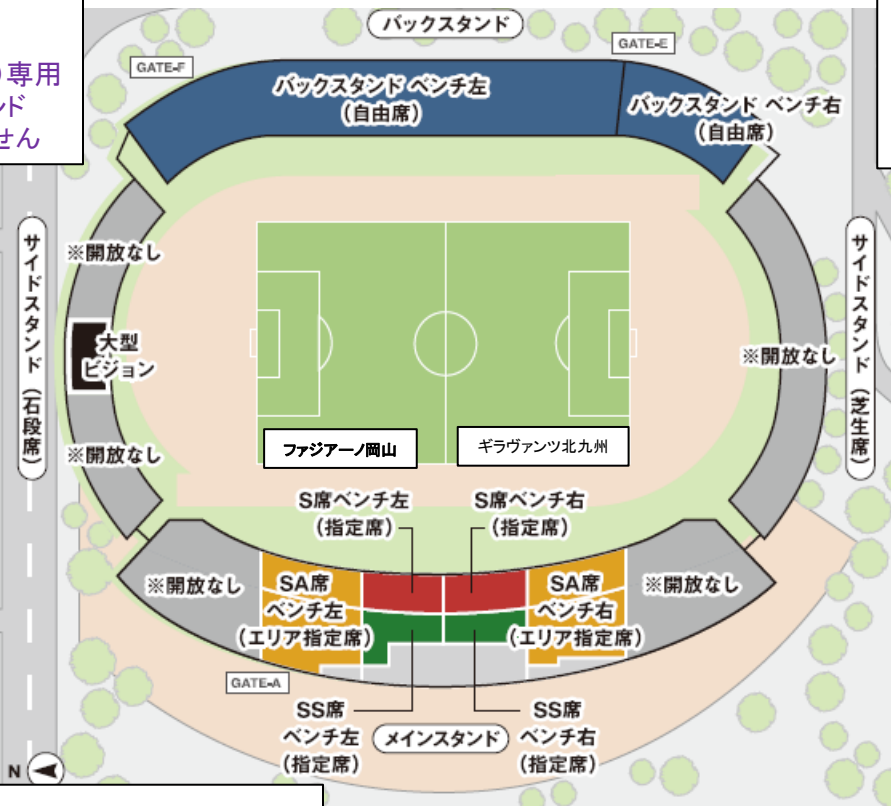 専用
ンド
せん
バックスタンド
GATE-E
GATE-F
バックスタンド ベンチ左
(自由席)
バックスタンド ベンチ右
(自由席)
サイドスタンド(石段席)
※開放なし
大型
ビジョン
※開放なし
※開放なし
サイドスタンド(芝生席)
ファジアーノ岡山
ギラヴァンツ北九州
S席ベンチ左
(指定席)
S席ベンチ右
(指定席)
※開放なし
SA席
ベンチ左
(エリア指定席)
SA席
ベンチ右
(エリア指定席)
※開放なし
GATE-A
SS席
ベンチ左
(指定席)
メインスタンド
SS席
ベンチ右
(指定席)
N